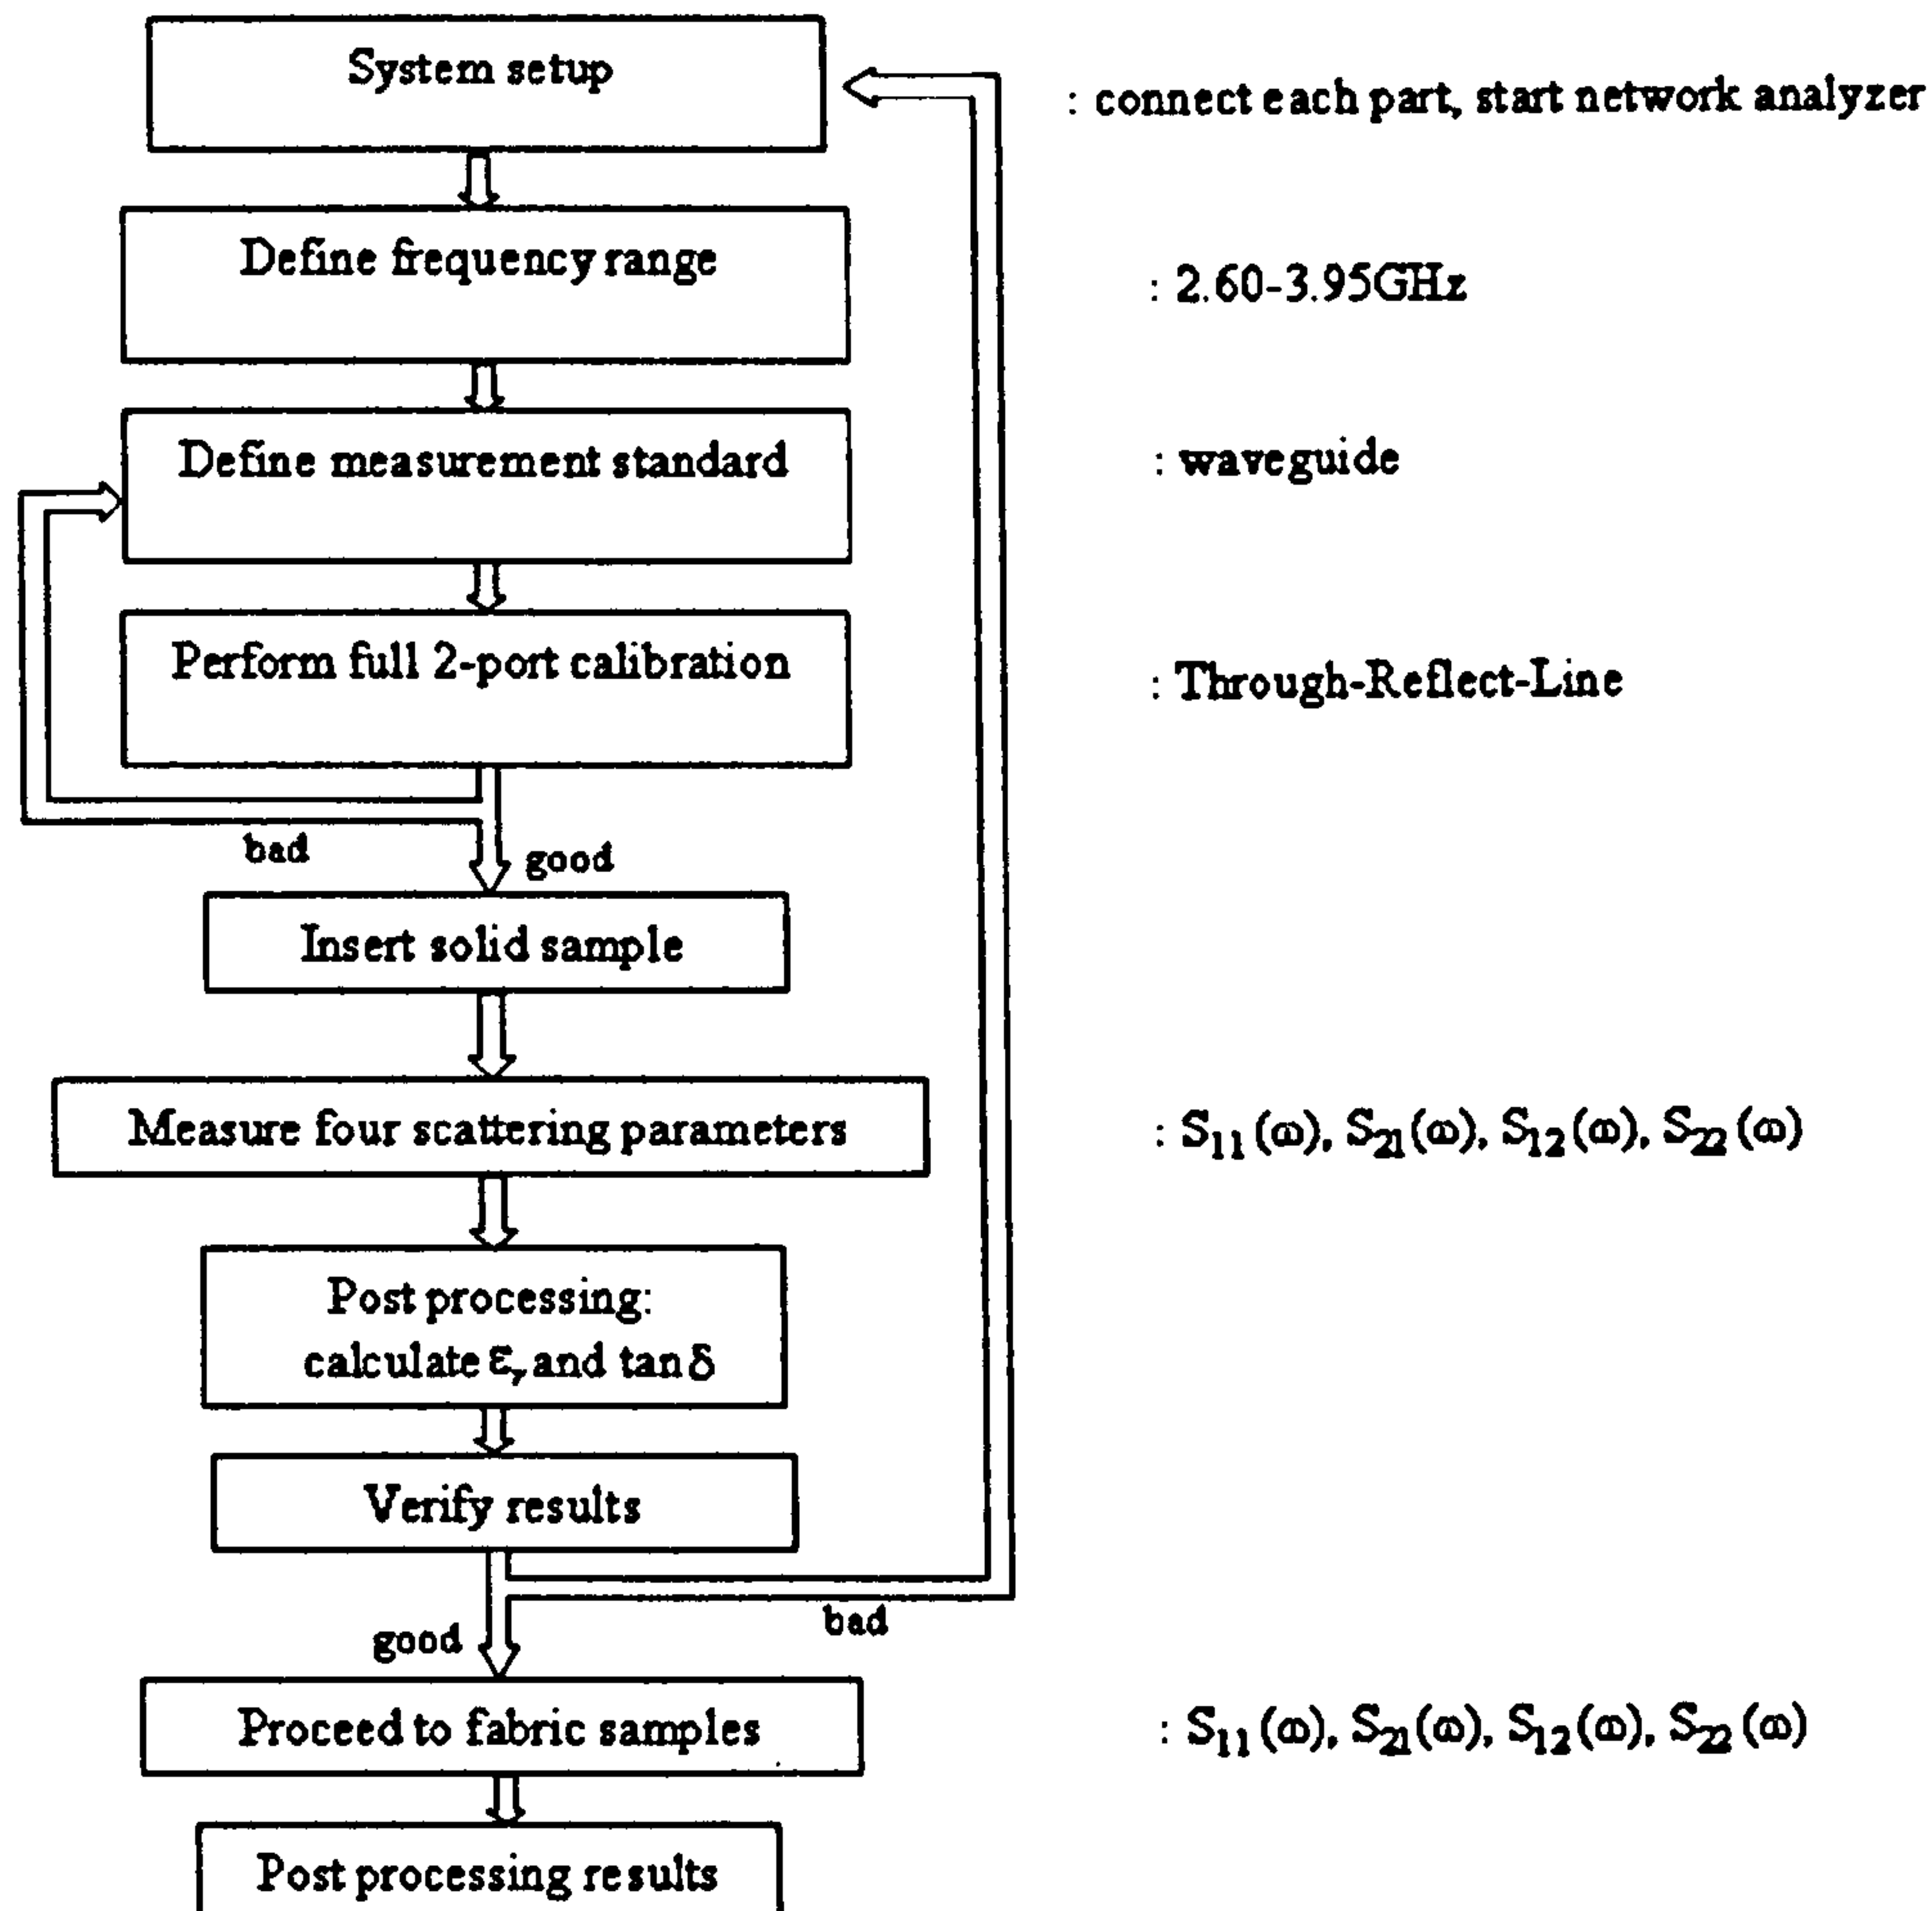 System setup
: connect each part, start network analyzer
Define frequency range
: 2.60-3.95GHz
Define measurement standard
: waveguide
Perform full 2-port calibration
: Through-Reflect-Line
bad
good
Insert solid sample
Measure four scattering parameters
: S₁₁(ω), S₂₁(ω), S₁₂(ω), S₂₂(ω)
Post processing:
calculate εᵣ and tan δ
Verify results
bad
good
Proceed to fabric samples
: S₁₁(ω), S₂₁(ω), S₁₂(ω), S₂₂(ω)
Post processing results